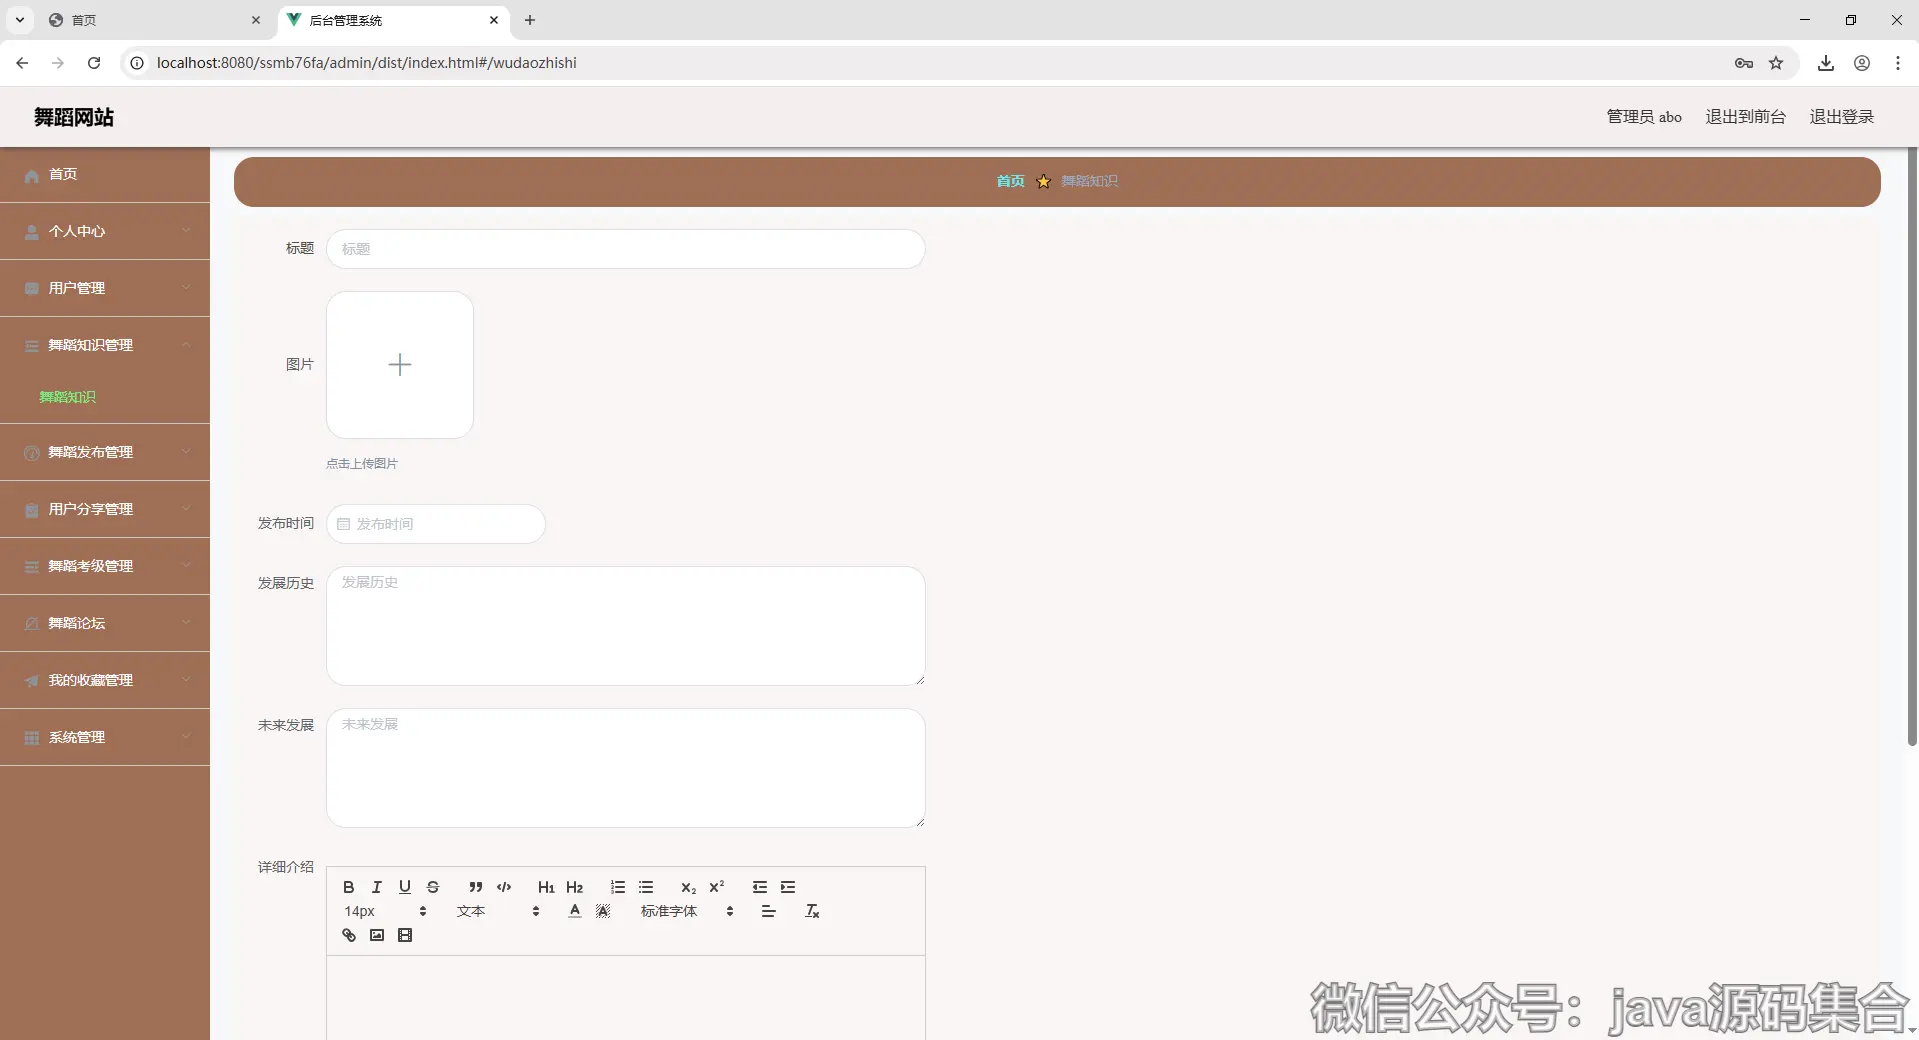 首页
后台管理系统
localhost:8080/ssmb76fa/admin/dist/index.html#/wudaozhishi
舞蹈网站
管理员 abo
退出到前台
退出登录
首页
个人中心
用户管理
舞蹈知识管理
舞蹈知识
舞蹈发布管理
用户分享管理
舞蹈考级管理
舞蹈论坛
我的收藏管理
系统管理
首页
舞蹈知识
标题
标题
图片
点击上传图片
发布时间
发布时间
发展历史
发展历史
未来发展
未来发展
详细介绍
14px
文本
标准字体
微信公众号：java源码集合